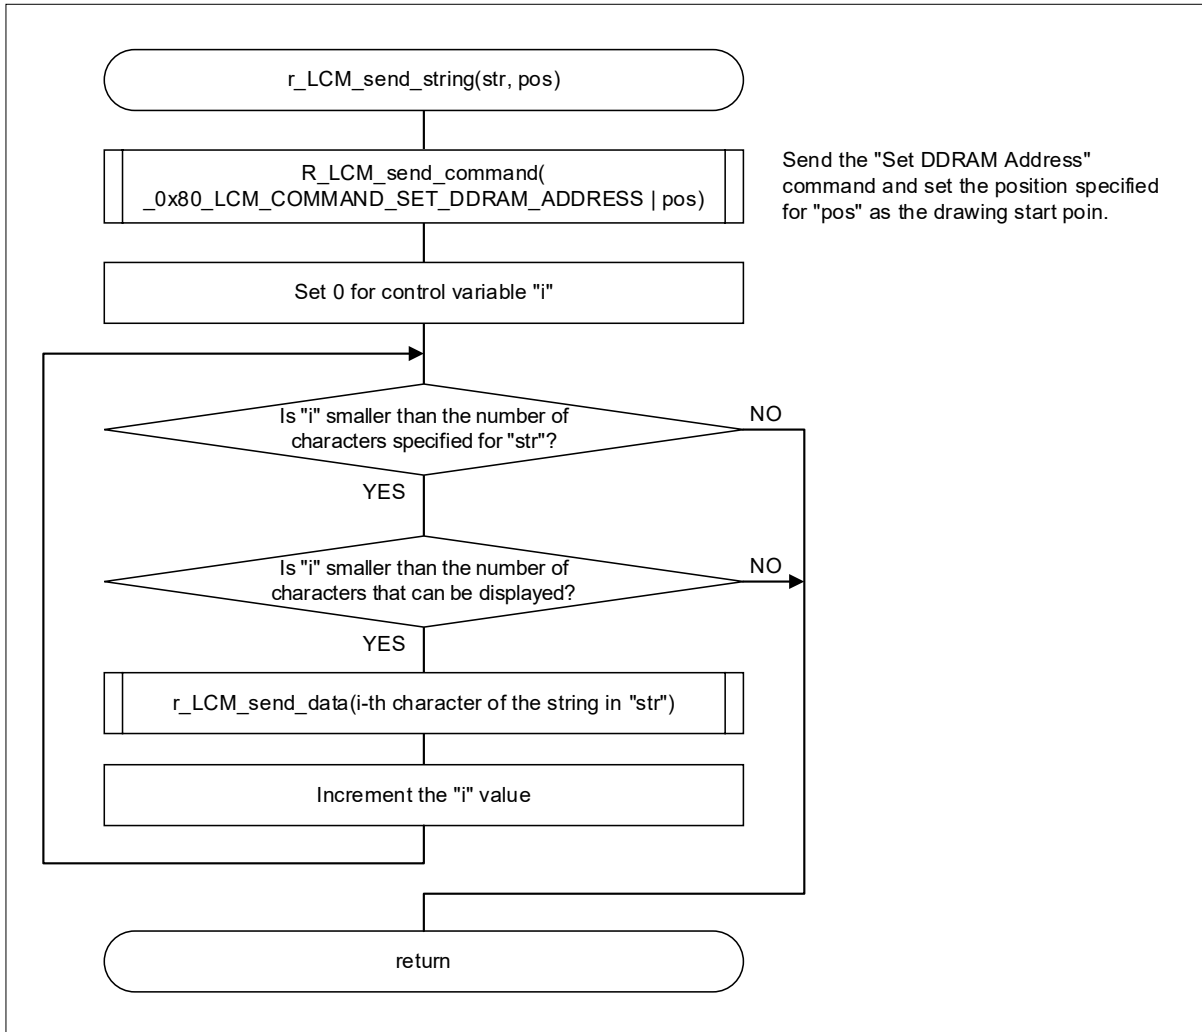 r_LCM_send_string(str, pos)
R_LCM_send_command(
_0x80_LCM_COMMAND_SET_DDRAM_ADDRESS | pos)
Send the "Set DDRAM Address"
command and set the position specified
for "pos" as the drawing start poin.
Set 0 for control variable "i"
Is "i" smaller than the number of
characters specified for "str"?
NO
YES
Is "i" smaller than the number of
characters that can be displayed?
NO
YES
r_LCM_send_data(i-th character of the string in "str")
Increment the "i" value
return